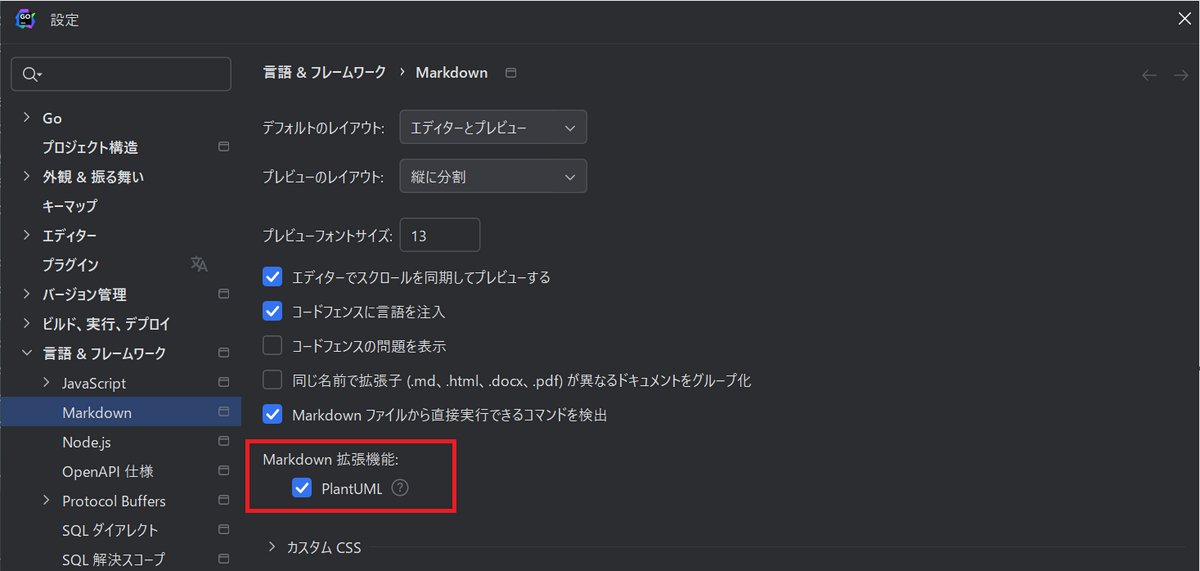 GO
設定
言語 & フレームワーク › Markdown
Go
プロジェクト構造
外観 & 振る舞い
キーマップ
エディター
プラグイン
バージョン管理
ビルド、実行、デプロイ
言語 & フレームワーク
JavaScript
Markdown
Node.js
OpenAPI 仕様
Protocol Buffers
SQL ダイアレクト
SQL 解決スコープ
デフォルトのレイアウト: エディターとプレビュー
プレビューのレイアウト: 縦に分割
プレビューフォントサイズ: 13
エディターでスクロールを同期してプレビューする
コードフェンスに言語を注入
コードフェンスの問題を表示
同じ名前で拡張子 (.md、.html、.docx、.pdf) が異なるドキュメントをグループ化
Markdown ファイルから直接実行できるコマンドを検出
Markdown 拡張機能:
PlantUML ?
カスタム CSS